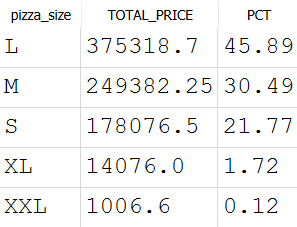 pizza_size TOTAL_PRICE PCT
L 375318.7 45.89
M 249382.25 30.49
S 178076.5 21.77
XL 14076.0 1.72
XXL 1006.6 0.12